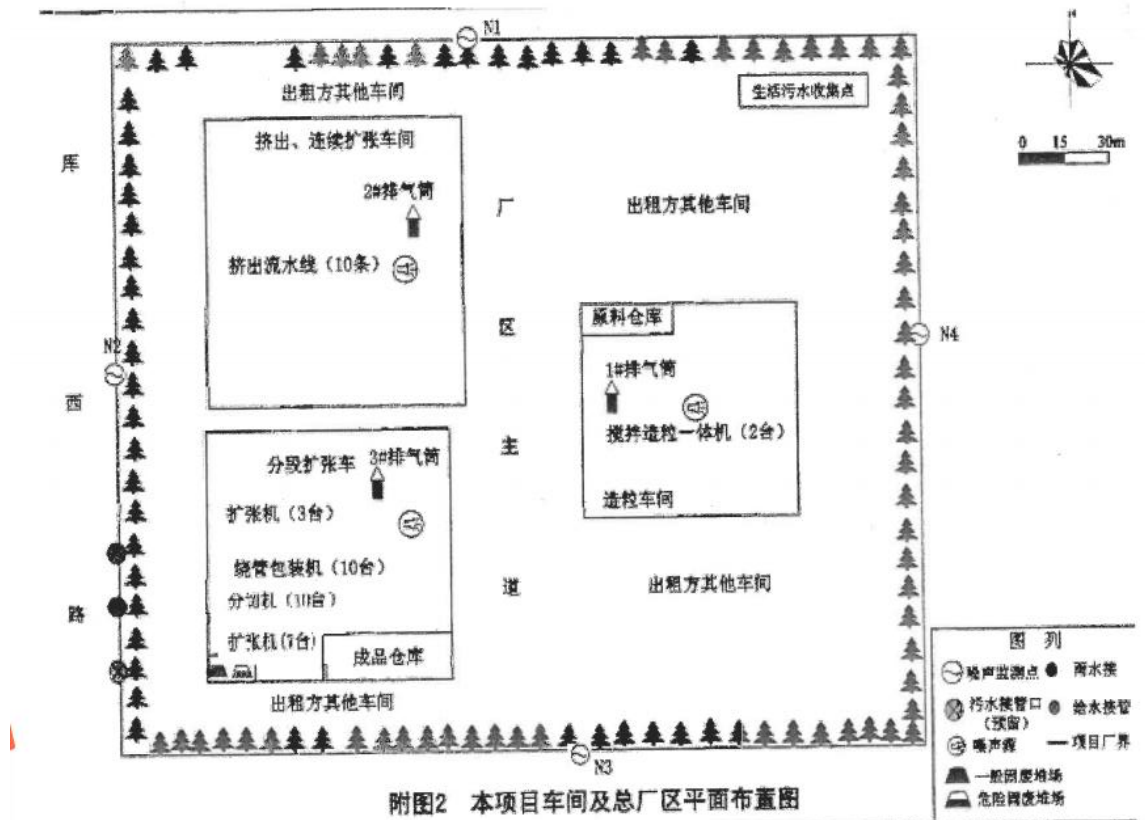 N1
出租方其他车间
生活污水收集点
0 15 30m
库
西
路
挤出、连续扩张车间
2#排气筒
挤出流水线（10条）
厂
区
主
道
出租方其他车间
原料仓库
1#排气筒
搅拌造粒一体机（2台）
造粒车间
N2
N4
分段扩张车
3#排气筒
扩张机（3台）
绕管包装机（10台）
分切机（10台）
扩张机（7台）
成品仓库
出租方其他车间
出租方其他车间
N3
图 列
噪声监测点
雨水接
污水接管口
（预留）
给水接管
噪声源
项目厂界
一般固废堆场
危险固废堆场
附图2 本项目车间及总厂区平面布置图